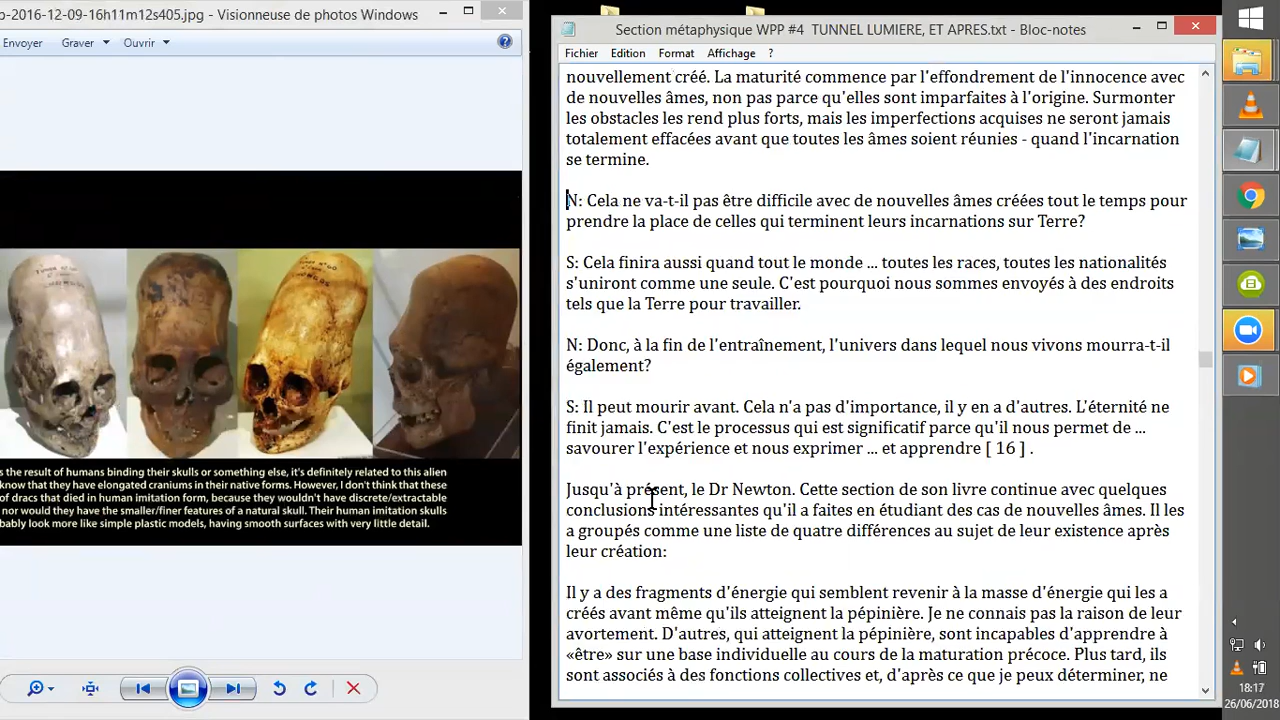 -2016-12-09-16h11m12s405.jpg - Visionneuse de photos Windows
Envoyer Graver Ouvrir
s the result of humans binding their skulls or something else, it's definitely related to this alien
know that they have elongated craniums in their native forms. However, I don't think that these
of dracs that died in human imitation form, because they wouldn't have discrete/extractable
nor would they have the smaller/finer features of a natural skull. Their human imitation skulls
bably look more like simple plastic models, having smooth surfaces with very little detail.
Section métaphysique WPP #4 TUNNEL LUMIERE, ET APRES.txt - Bloc-notes
Fichier Edition Format Affichage ?
nouvellement créé. La maturité commence par l'effondrement de l'innocence avec
de nouvelles âmes, non pas parce qu'elles sont imparfaites à l'origine. Surmonter
les obstacles les rend plus forts, mais les imperfections acquises ne seront jamais
totalement effacées avant que toutes les âmes soient réunies - quand l'incarnation
se termine.
N: Cela ne va-t-il pas être difficile avec de nouvelles âmes créées tout le temps pour
prendre la place de celles qui terminent leurs incarnations sur Terre?
S: Cela finira aussi quand tout le monde ... toutes les races, toutes les nationalités
s'uniront comme une seule. C'est pourquoi nous sommes envoyés à des endroits
tels que la Terre pour travailler.
N: Donc, à la fin de l'entraînement, l'univers dans lequel nous vivons mourra-t-il
également?
S: Il peut mourir avant. Cela n'a pas d'importance, il y en a d'autres. L'éternité ne
finit jamais. C'est le processus qui est significatif parce qu'il nous permet de ...
savourer l'expérience et nous exprimer ... et apprendre [ 16 ] .
Jusqu'à présent, le Dr Newton. Cette section de son livre continue avec quelques
conclusions intéressantes qu'il a faites en étudiant des cas de nouvelles âmes. Il les
a groupés comme une liste de quatre différences au sujet de leur existence après
leur création:
Il y a des fragments d'énergie qui semblent revenir à la masse d'énergie qui les a
créés avant même qu'ils atteignent la pépinière. Je ne connais pas la raison de leur
avortement. D'autres, qui atteignent la pépinière, sont incapables d'apprendre à
«être» sur une base individuelle au cours de la maturation précoce. Plus tard, ils
sont associés à des fonctions collectives et, d'après ce que je peux déterminer, ne
18:17
26/06/2018